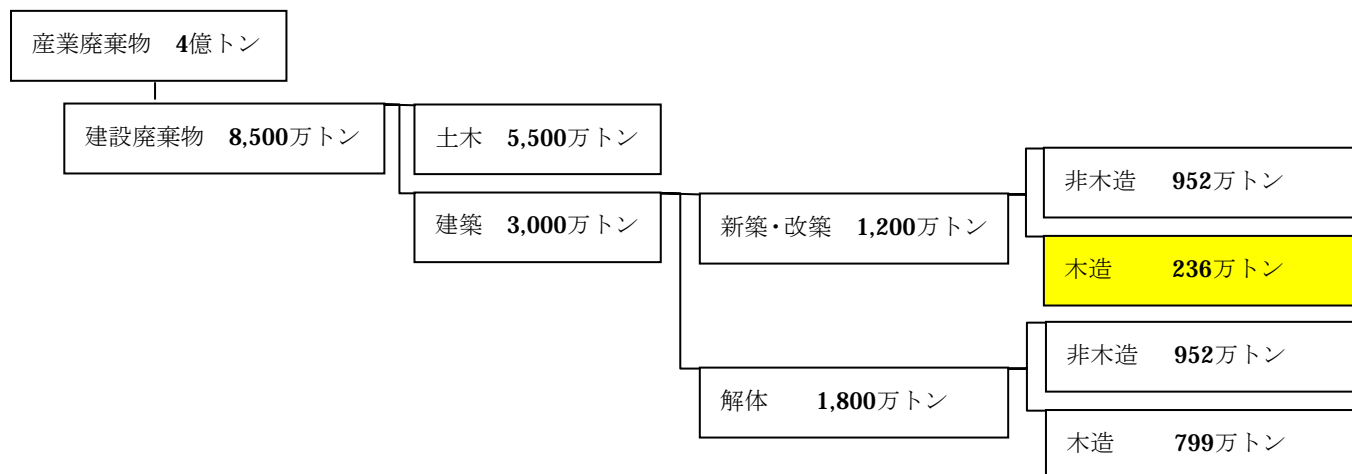 産業廃棄物　4億トン
建設廃棄物　8,500万トン
土木　5,500万トン
建築　3,000万トン
新築・改築　1,200万トン
非木造　952万トン
木造　236万トン
解体　1,800万トン
非木造　952万トン
木造　799万トン